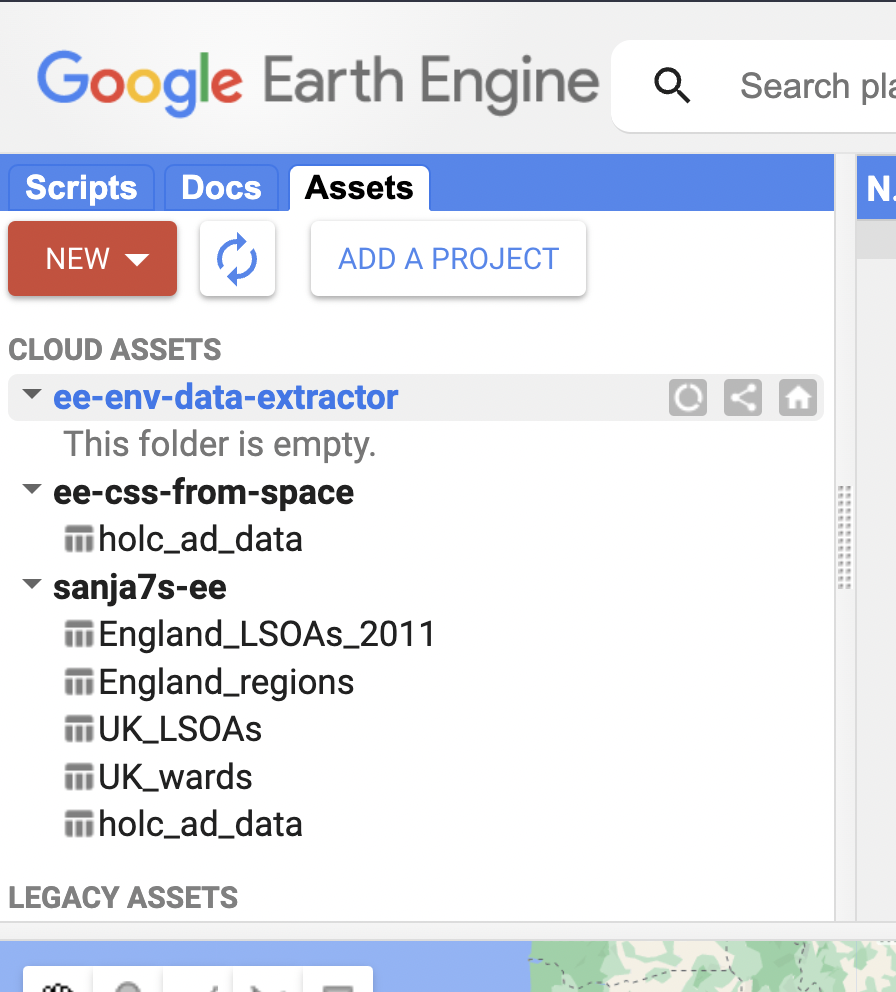 Google Earth Engine
Search pla
Scripts Docs Assets
N.
NEW
ADD A PROJECT
CLOUD ASSETS
ee-env-data-extractor
This folder is empty.
ee-css-from-space
holc_ad_data
sanja7s-ee
England_LSOAs_2011
England_regions
UK_LSOAs
UK_wards
holc_ad_data
LEGACY ASSETS